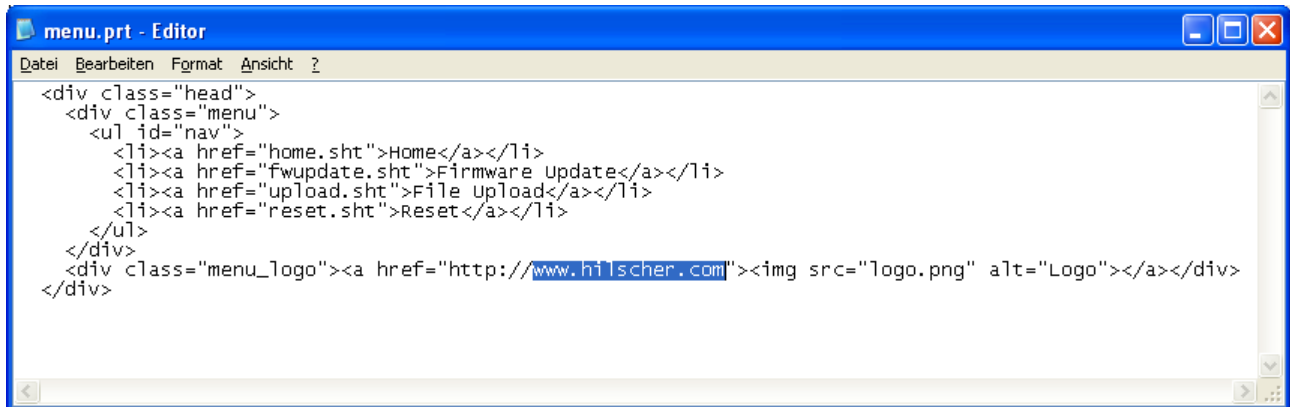 menu.prt - Editor
Datei Bearbeiten Format Ansicht ?
<div class="head">
<div class="menu">
<ul id="nav">
<li><a href="home.sht">Home</a></li>
<li><a href="fwupdate.sht">Firmware Update</a></li>
<li><a href="upload.sht">File Upload</a></li>
<li><a href="reset.sht">Reset</a></li>
</ul>
</div>
<div class="menu_logo"><a href="http://www.hilscher.com"><img src="logo.png" alt="Logo"></a></div>
</div>